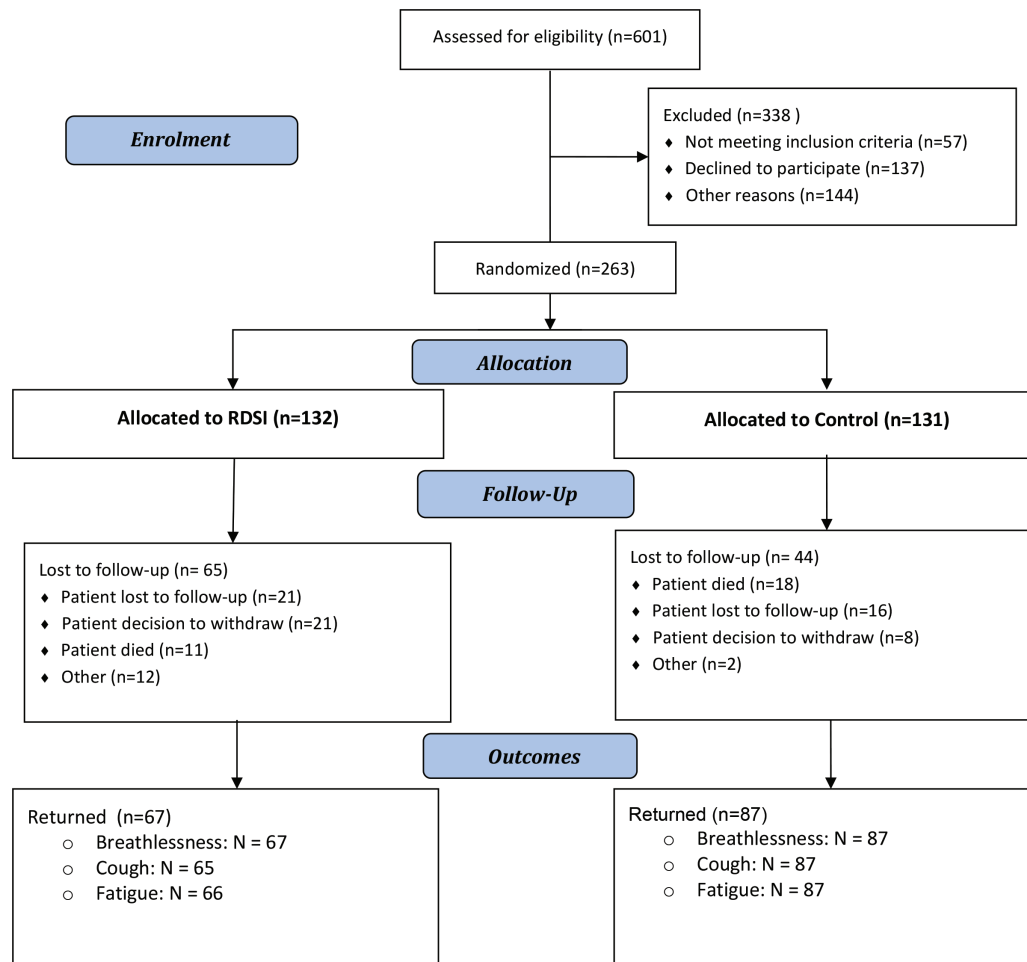 Assessed for eligibility (n=601)
Enrolment
Excluded (n=338 )
♦ Not meeting inclusion criteria (n=57)
♦ Declined to participate (n=137)
♦ Other reasons (n=144)
Randomized (n=263)
Allocation
Allocated to RDSI (n=132)
Allocated to Control (n=131)
Follow-Up
Lost to follow-up (n= 65)
♦ Patient lost to follow-up (n=21)
♦ Patient decision to withdraw (n=21)
♦ Patient died (n=11)
♦ Other (n=12)
Lost to follow-up (n= 44)
♦ Patient died (n=18)
♦ Patient lost to follow-up (n=16)
♦ Patient decision to withdraw (n=8)
♦ Other (n=2)
Outcomes
Returned (n=67)
o Breathlessness: N = 67
o Cough: N = 65
o Fatigue: N = 66
Returned (n=87)
o Breathlessness: N = 87
o Cough: N = 87
o Fatigue: N = 87